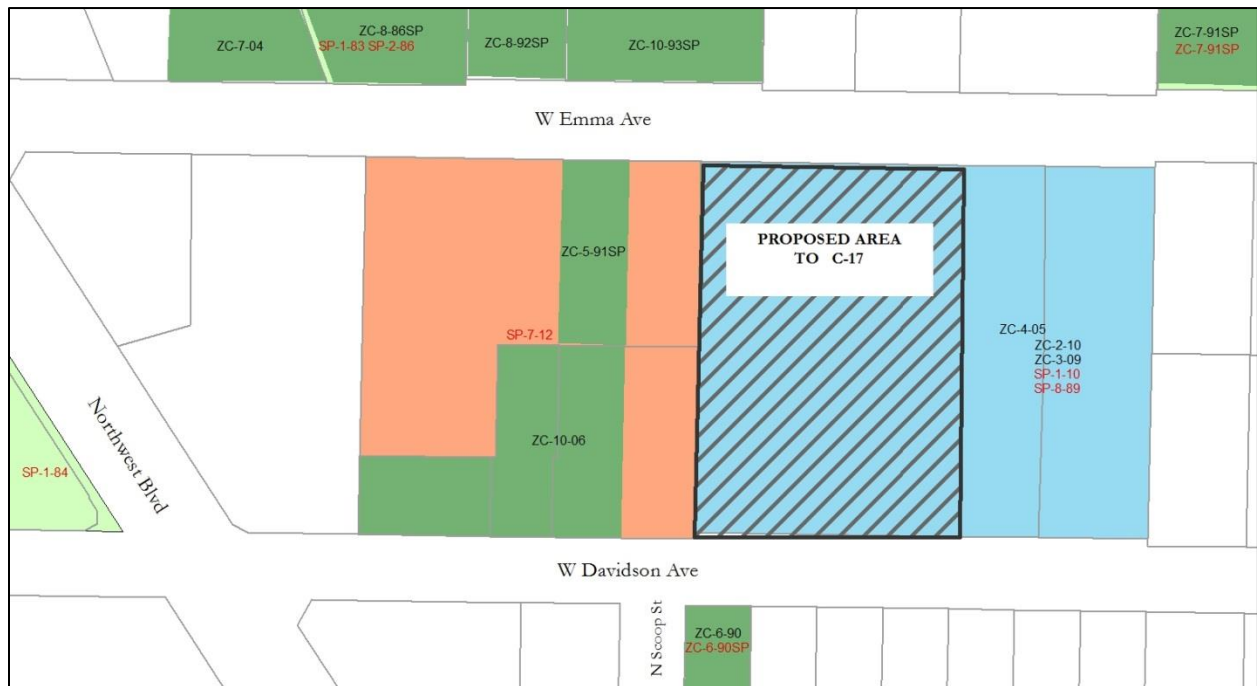 ZC-7-04
ZC-8-86SP
SP-1-83 SP-2-86
ZC-8-92SP
ZC-10-93SP
ZC-7-91SP
ZC-7-91SP
W Emma Ave
ZC-5-91SP
PROPOSED AREA
TO C-17
SP-7-12
ZC-4-05
ZC-2-10
ZC-3-09
SP-1-10
SP-8-89
Northwest Blvd
SP-1-84
ZC-10-06
W Davidson Ave
N Scoop St
ZC-6-90
ZC-6-90SP